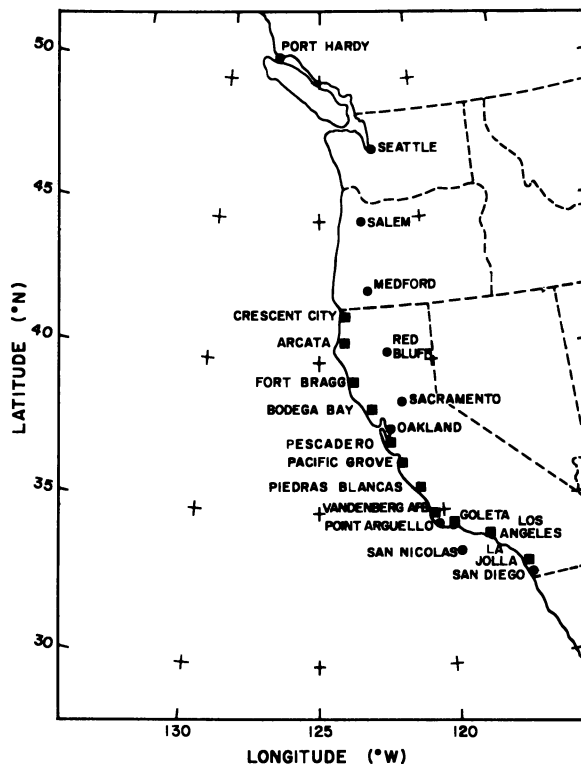 50
PORT HARDY
SEATTLE
45
SALEM
MEDFORD
CRESCENT CITY
40
ARCATA
RED
BLUFF
FORT BRAGG
SACRAMENTO
BODEGA BAY
OAKLAND
PESCADERO
PACIFIC GROVE
PIEDRAS BLANCAS
35
VANDENBERG AFB
GOLETA
LOS
ANGELES
POINT ARGUELLO
SAN NICOLAS
LA
JOLLA
SAN DIEGO
30
130
125
120
LATITUDE (°N)
LONGITUDE (°W)